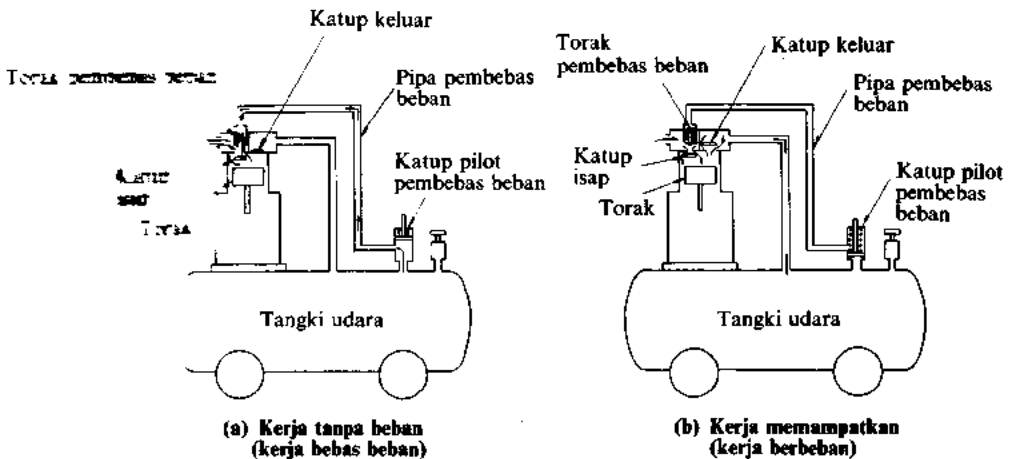 Katup keluar
Pipa pembebas
beban
Katup pilot
pembebas beban
Tangki udara
(a) Kerja tanpa beban
(kerja bebas beban)
Torak
pembebas beban
Katup keluar
Pipa pembebas
beban
Katup
isap
Torak
Katup pilot
pembebas
beban
Tangki udara
(b) Kerja memampatkan
(kerja berbeban)